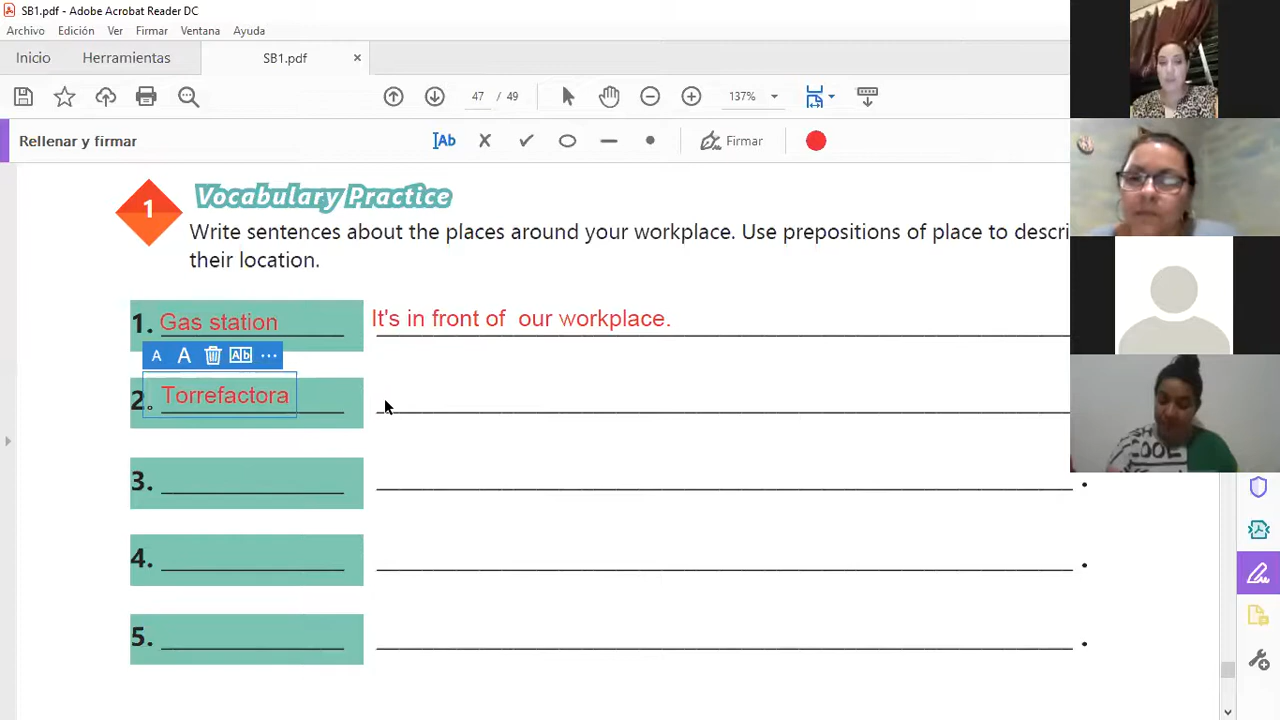 SB1.pdf - Adobe Acrobat Reader DC
Archivo Edición Ver Firmar Ventana Ayuda
Inicio Herramientas SB1.pdf ×
47 / 49 137%
Rellenar y firmar Ab Firmar
1 Vocabulary Practice
Write sentences about the places around your workplace. Use prepositions of place to descri
their location.
1. Gas station It's in front of our workplace.
A A Ab ...
2. Torrefactora
3.
4.
5.